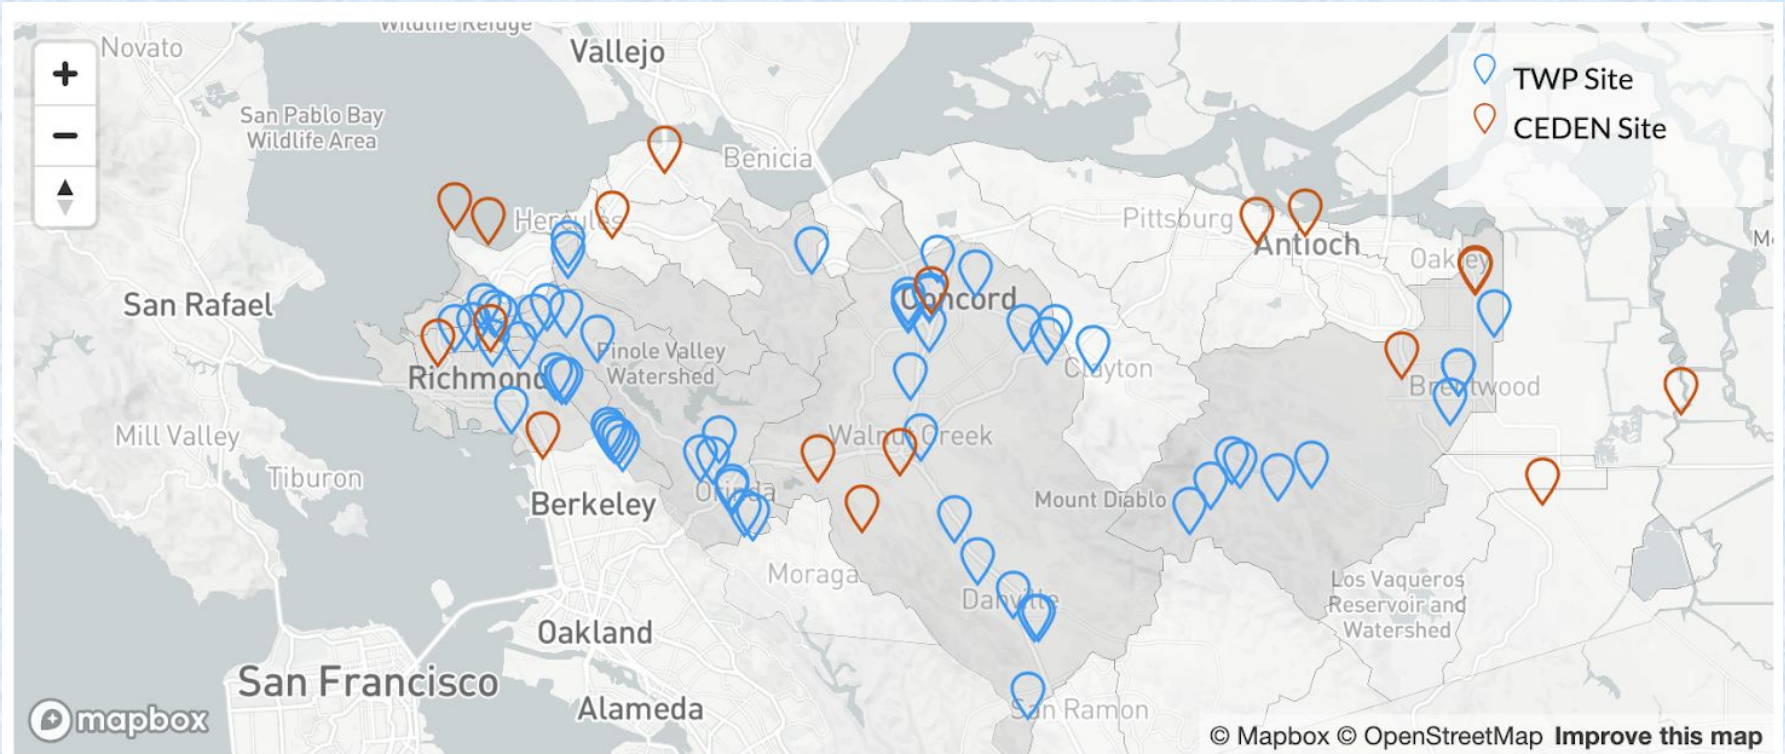 Wildlife Refuge
Novato
Vallejo
TWP Site
San Pablo Bay
Wildlife Area
CEDEN Site
Benicia
Hercules
Pittsburg
Antioch
Oakley
San Rafael
Concord
Pinole Valley
Watershed
Richmond
Clayton
Brentwood
Mill Valley
Walnut Creek
Tiburon
Orinda
Berkeley
Mount Diablo
Moraga
Los Vaqueros
Reservoir and
Watershed
Danville
Oakland
San Francisco
Alameda
San Ramon
mapbox
© Mapbox © OpenStreetMap Improve this map